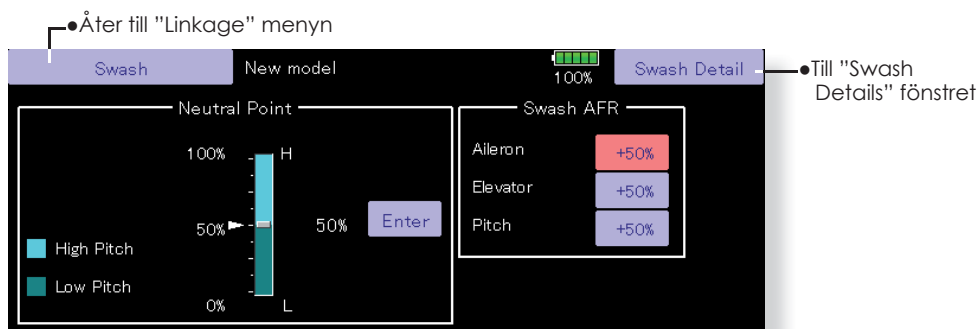 ●Åter till ”Linkage” menyn
Swash
New model
100%
Swash Detail
●Till ”Swash
Details” fönstret
Neutral Point
100%
H
50%
50%
Enter
High Pitch
Low Pitch
0%
L
Swash AFR
Aileron
+50%
Elevator
+50%
Pitch
+50%